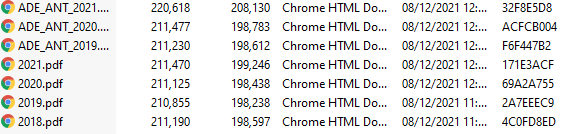 ADE_ANT_2021.... 220,618 208,130 Chrome HTML Do... 08/12/2021 12:... 32F8E5D8
ADE_ANT_2020.... 211,477 198,783 Chrome HTML Do... 08/12/2021 12:... ACFCB004
ADE_ANT_2019.... 211,230 198,612 Chrome HTML Do... 08/12/2021 12:... F6F447B2
2021.pdf 211,470 199,246 Chrome HTML Do... 08/12/2021 12:... 171E3ACF
2020.pdf 211,125 198,438 Chrome HTML Do... 08/12/2021 12:... 69A2A755
2019.pdf 210,855 198,238 Chrome HTML Do... 08/12/2021 11:... 2A7EEEC9
2018.pdf 211,190 198,597 Chrome HTML Do... 08/12/2021 11:... 4C0FD8ED